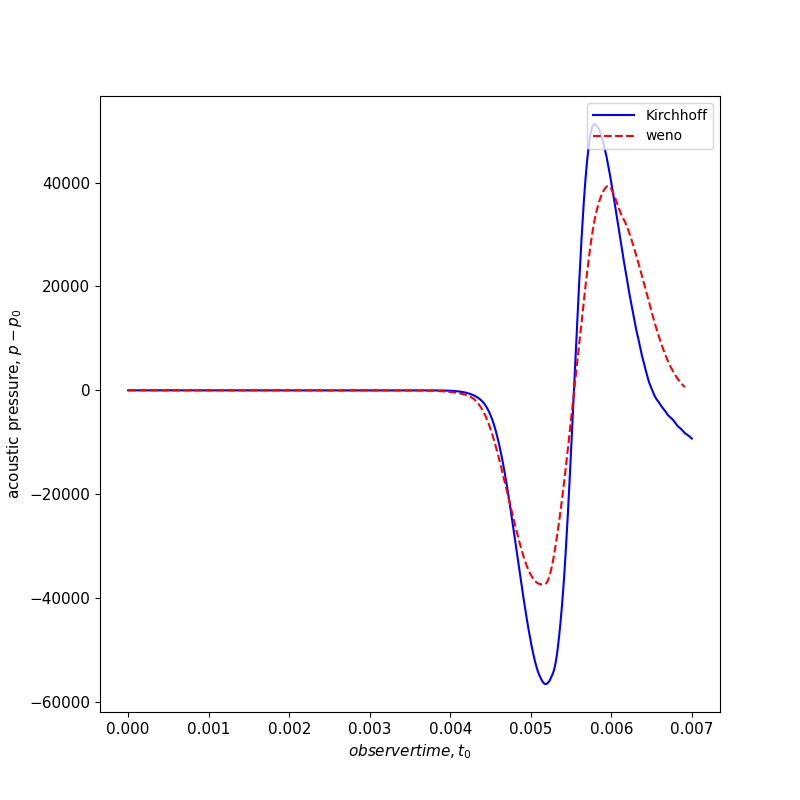 Kirchhoff
weno
40000
20000
0
−20000
−40000
−60000
acoustic pressure, p − p₀
0.000 0.001 0.002 0.003 0.004 0.005 0.006 0.007
observertime, t₀